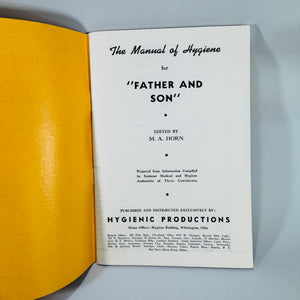 The Manual of Hygiene
for
"FATHER AND
SON"
EDITED BY
M. A. HORN
Prepared from Information Compiled
by Eminent Medical and Hygiene
Authorities of Three Continents.
PUBLISHED AND DISTRIBUTED EXCLUSIVELY BY:
HYGIENIC PRODUCTIONS
Home Offices: Hygiene Building, Wilmington, Ohio